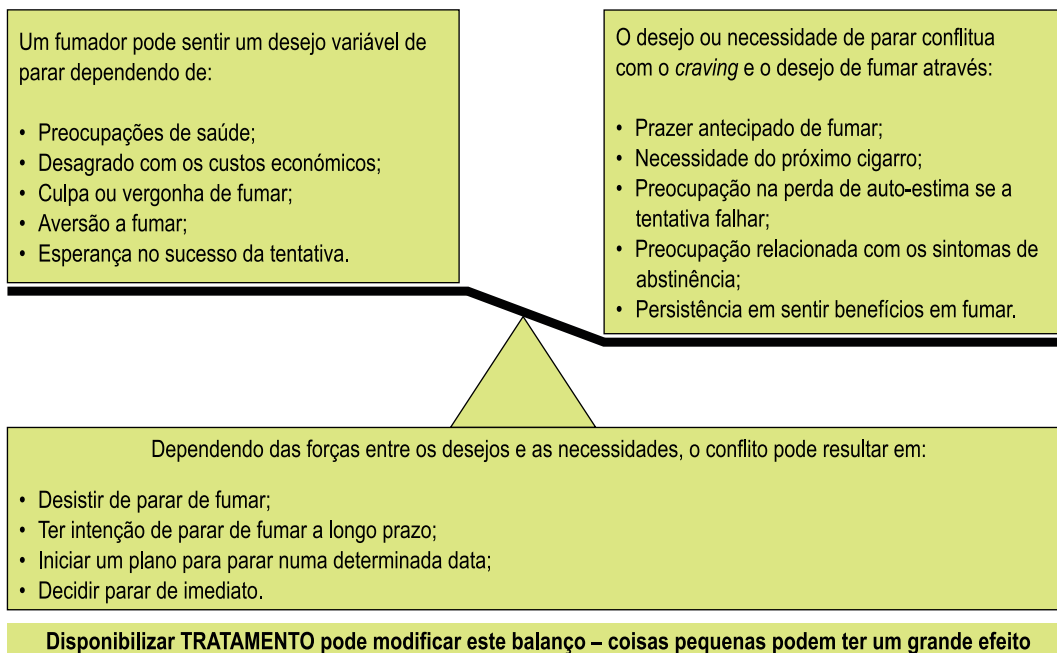 Um fumador pode sentir um desejo variável de
parar dependendo de:
• Preocupações de saúde;
• Desagrado com os custos económicos;
• Culpa ou vergonha de fumar;
• Aversão a fumar;
• Esperança no sucesso da tentativa.
O desejo ou necessidade de parar conflitua
com o craving e o desejo de fumar através:
• Prazer antecipado de fumar;
• Necessidade do próximo cigarro;
• Preocupação na perda de auto-estima se a
tentativa falhar;
• Preocupação relacionada com os sintomas de
abstinência;
• Persistência em sentir benefícios em fumar.
Dependendo das forças entre os desejos e as necessidades, o conflito pode resultar em:
• Desistir de parar de fumar;
• Ter intenção de parar de fumar a longo prazo;
• Iniciar um plano para parar numa determinada data;
• Decidir parar de imediato.
Disponibilizar TRATAMENTO pode modificar este balanço – coisas pequenas podem ter um grande efeito